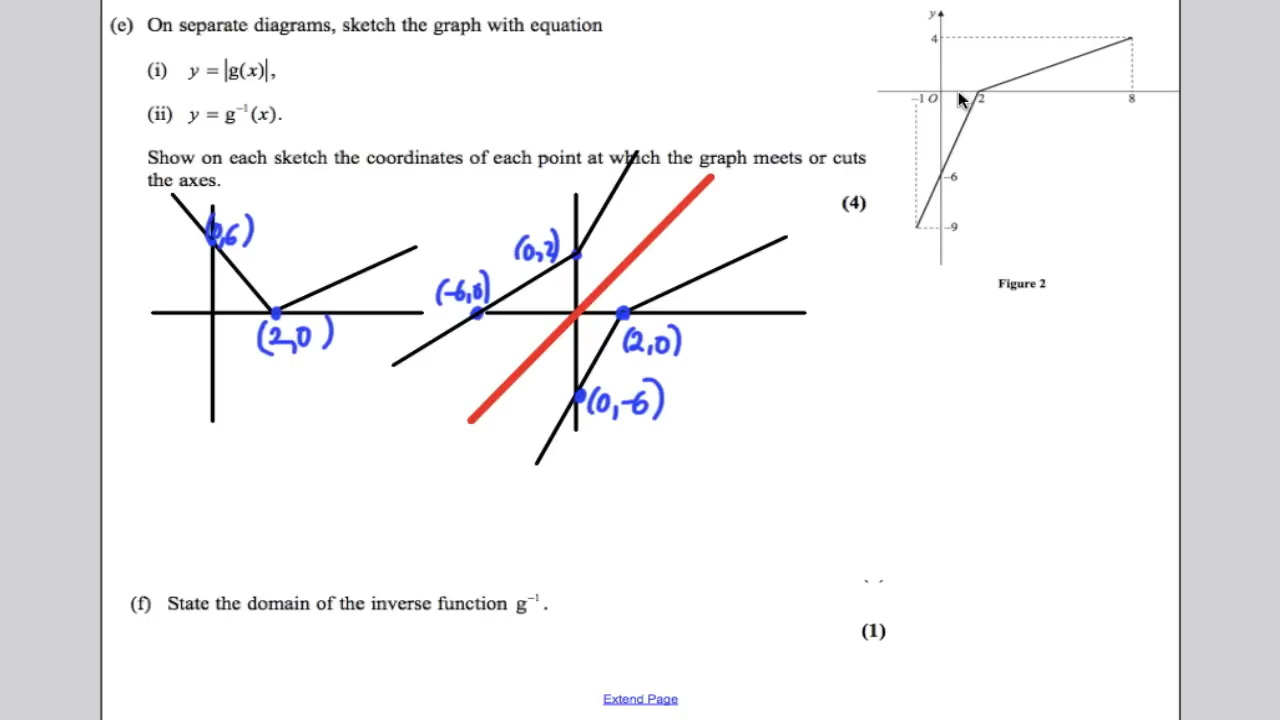 (e) On separate diagrams, sketch the graph with equation
(i) y = |g(x)|,
(ii) y = g⁻¹(x).
Show on each sketch the coordinates of each point at which the graph meets or cuts
the axes.
(4)
y
4
-1 O 2 8
-6
-9
Figure 2
(0,6)
(2,0)
(0,2)
(-6,0)
(2,0)
(0,-6)
(f) State the domain of the inverse function g⁻¹.
(1)
Extend Page